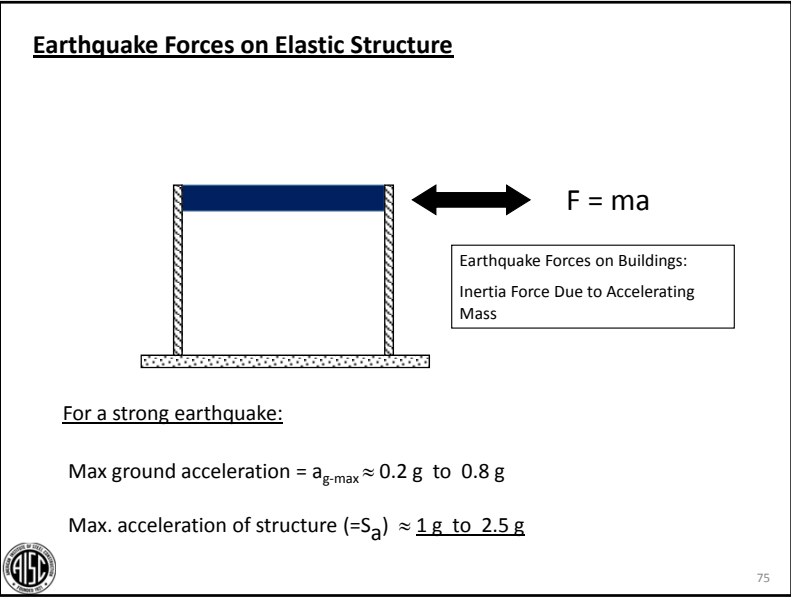 Earthquake Forces on Elastic Structure
F = ma
Earthquake Forces on Buildings:
Inertia Force Due to Accelerating
Mass
For a strong earthquake:
Max ground acceleration = ag-max ≈ 0.2 g to 0.8 g
Max. acceleration of structure (=Sa) ≈ 1 g to 2.5 g
AISC
75